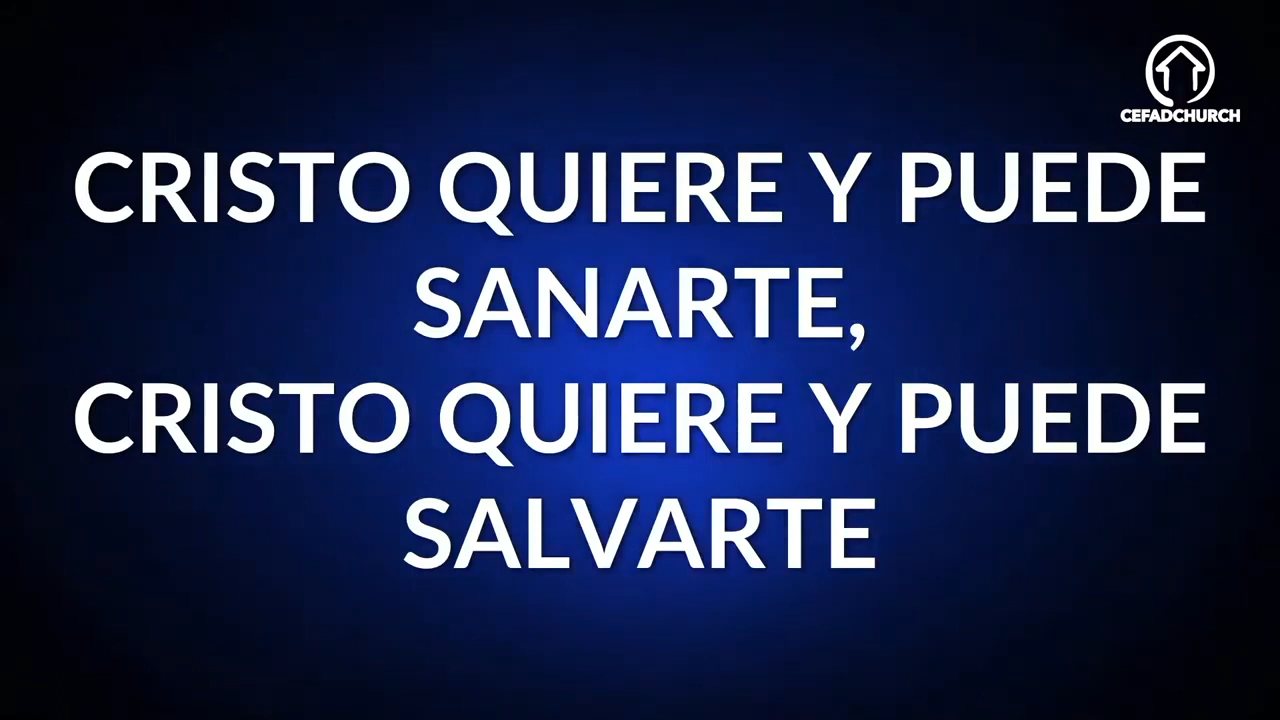 CEFADCHURCH
CRISTO QUIERE Y PUEDE
SANARTE,
CRISTO QUIERE Y PUEDE
SALVARTE